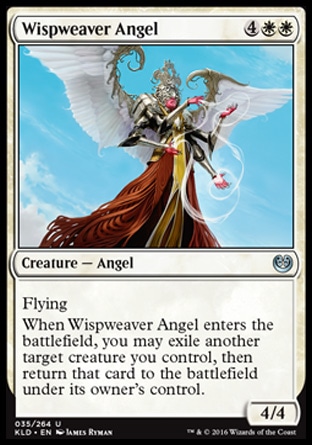 Wispweaver Angel 4
Creature — Angel
Flying
When Wispweaver Angel enters the
battlefield, you may exile another
target creature you control, then
return that card to the battlefield
under its owner's control.
4/4
035/264 U
KLD • EN James Ryman ™ & © 2016 Wizards of the Coast